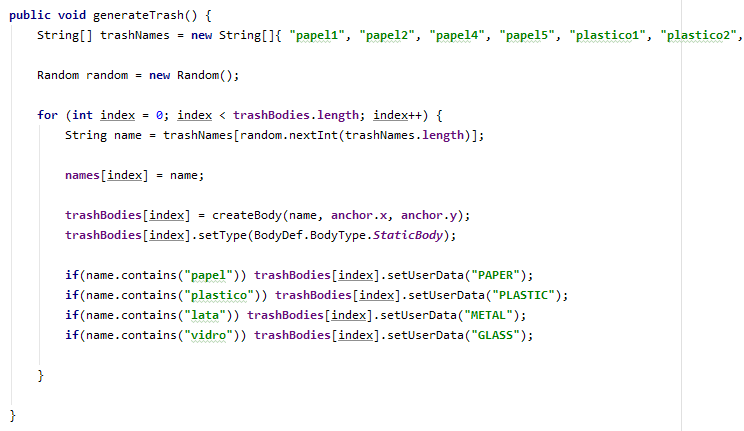 public void generateTrash() {
String[] trashNames = new String[]{ "papel1", "papel2", "papel4", "papel5", "plastico1", "plastico2",
Random random = new Random();
for (int index = 0; index < trashBodies.length; index++) {
String name = trashNames[random.nextInt(trashNames.length)];
names[index] = name;
trashBodies[index] = createBody(name, anchor.x, anchor.y);
trashBodies[index].setType(BodyDef.BodyType.StaticBody);
if(name.contains("papel")) trashBodies[index].setUserData("PAPER");
if(name.contains("plastico")) trashBodies[index].setUserData("PLASTIC");
if(name.contains("lata")) trashBodies[index].setUserData("METAL");
if(name.contains("vidro")) trashBodies[index].setUserData("GLASS");
}
}